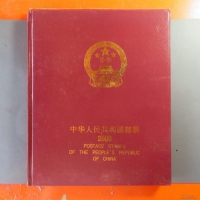 中华人民共和国邮票
POSTAGE STAMPS
OF THE PEOPLE'S REPUBLIC
OF CHINA